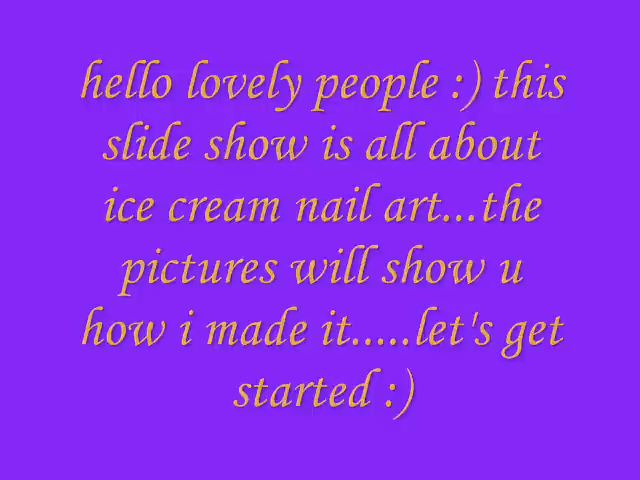 hello lovely people :) this
slide show is all about
ice cream nail art...the
pictures will show u
how i made it.....let's get
started :)